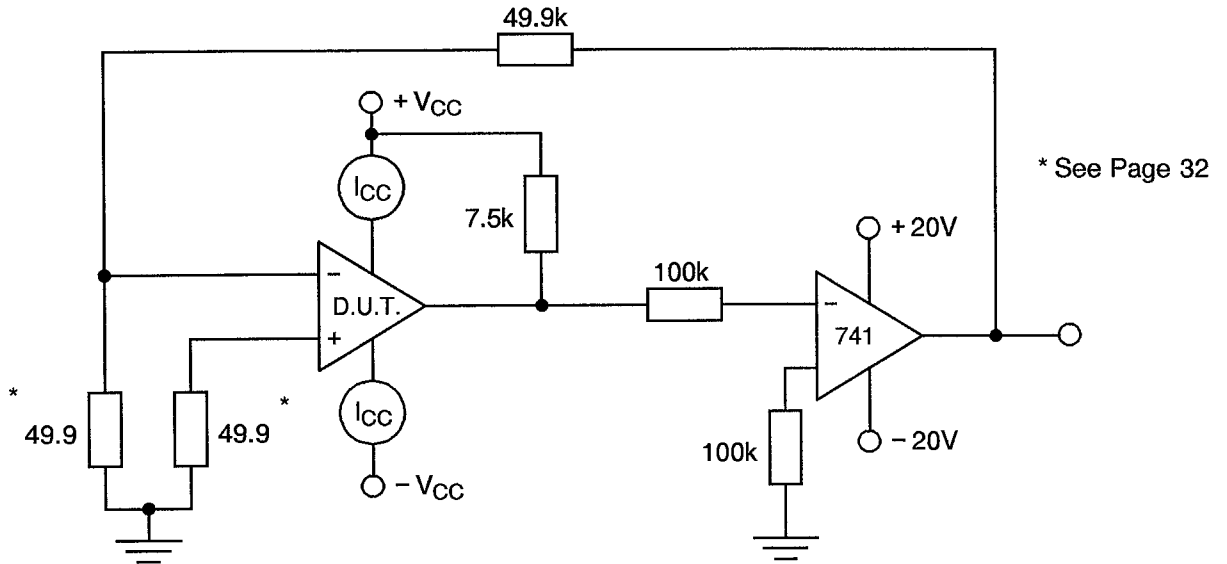 49.9k
+ VCC
ICC
7.5k
* See Page 32
+ 20V
100k
−
D.U.T.
+
−
741
*
49.9
49.9
*
ICC
− VCC
100k
− 20V